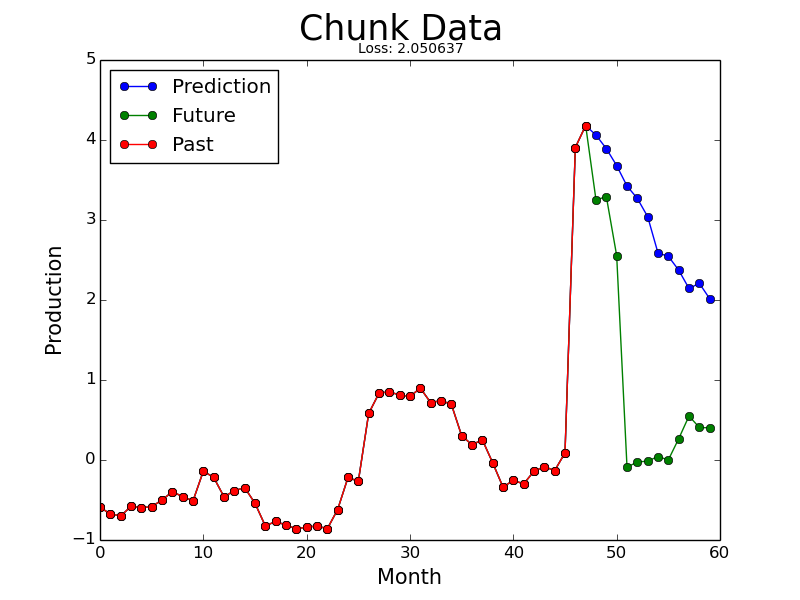 Chunk Data
Loss: 2.050637
Prediction
Future
Past
Production
5
4
3
2
1
0
−1
0 10 20 30 40 50 60
Month